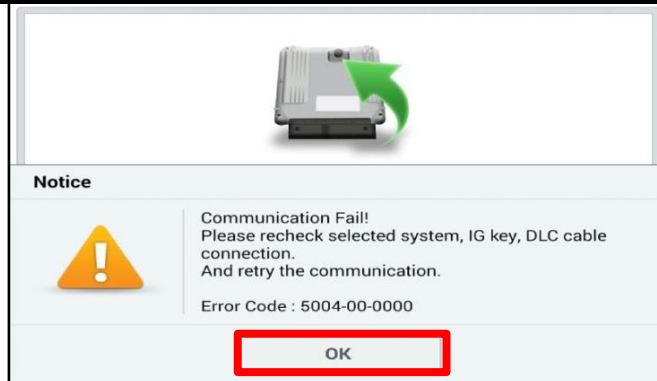 Notice
Communication Fail!
Please recheck selected system, IG key, DLC cable
connection.
And retry the communication.
Error Code : 5004-00-0000
OK